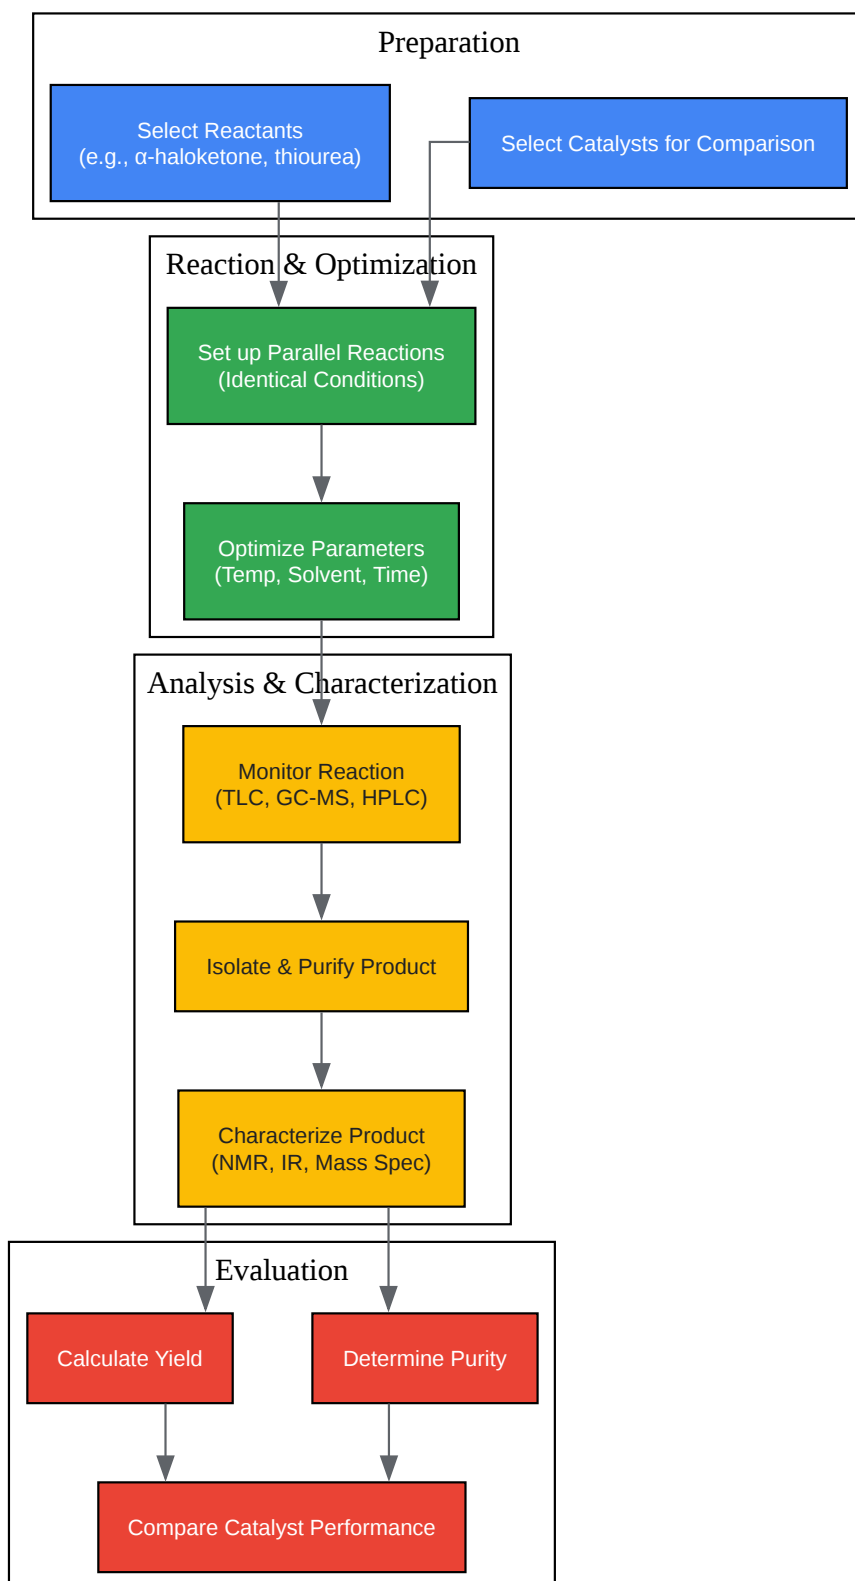 Preparation
Select Reactants
(e.g., α-haloketone, thiourea)
Select Catalysts for Comparison
Reaction & Optimization
Set up Parallel Reactions
(Identical Conditions)
Optimize Parameters
(Temp, Solvent, Time)
Analysis & Characterization
Monitor Reaction
(TLC, GC-MS, HPLC)
Isolate & Purify Product
Characterize Product
(NMR, IR, Mass Spec)
Evaluation
Calculate Yield
Determine Purity
Compare Catalyst Performance